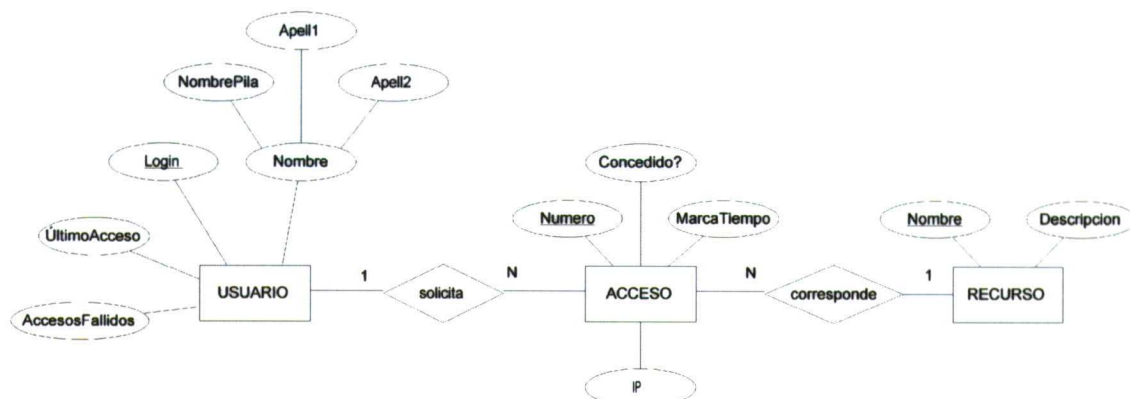 Apell1
NombrePila
Apell2
Login
Nombre
Concedido?
ÚltimoAcceso
Numero
MarcaTiempo
Nombre
Descripcion
USUARIO
1
solicita
N
ACCESO
N
corresponde
1
RECURSO
AccesosFallidos
IP